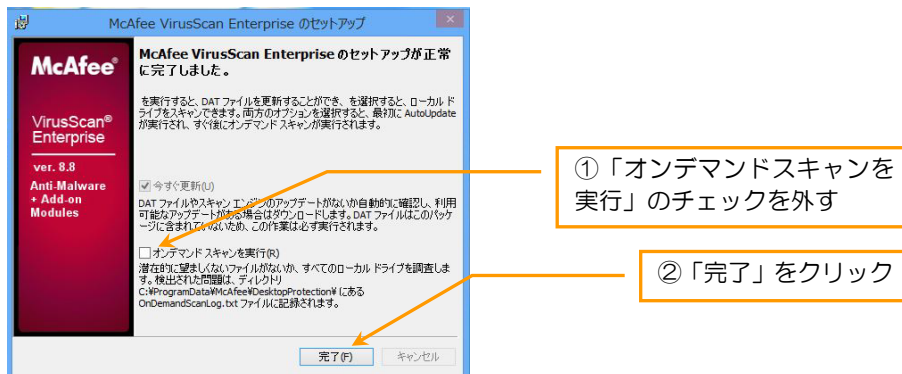 McAfee VirusScan Enterprise のセットアップ
McAfee®
VirusScan®
Enterprise
ver. 8.8
Anti-Malware
+ Add-on
Modules
McAfee VirusScan Enterprise のセットアップが正常
に完了しました。
を実行すると、DAT ファイルを更新することができ、を選択すると、ローカル ド
ライブをスキャンできます。両方のオプションを選択すると、最初に AutoUpdate
が実行され、すぐ後にオンデマンド スキャンが実行されます。
今すぐ更新(U)
DAT ファイルやスキャン エンジンのアップデートがないか自動的に確認し、利用
可能なアップデートがある場合はダウンロードします。DAT ファイルはこのパッケ
ージに含まれていないため、この作業は必ず実行されます。
オンデマンド スキャンを実行(R)
潜在的に望ましくないファイルがないか、すべてのローカル ドライブを調査しま
す。検出された問題は、ディレクトリ
C:¥ProgramData¥McAfee¥DesktopProtection¥ にある
OnDemandScanLog.txt ファイルに記録されます。
完了(F)
キャンセル
①「オンデマンドスキャンを
実行」のチェックを外す
②「完了」をクリック